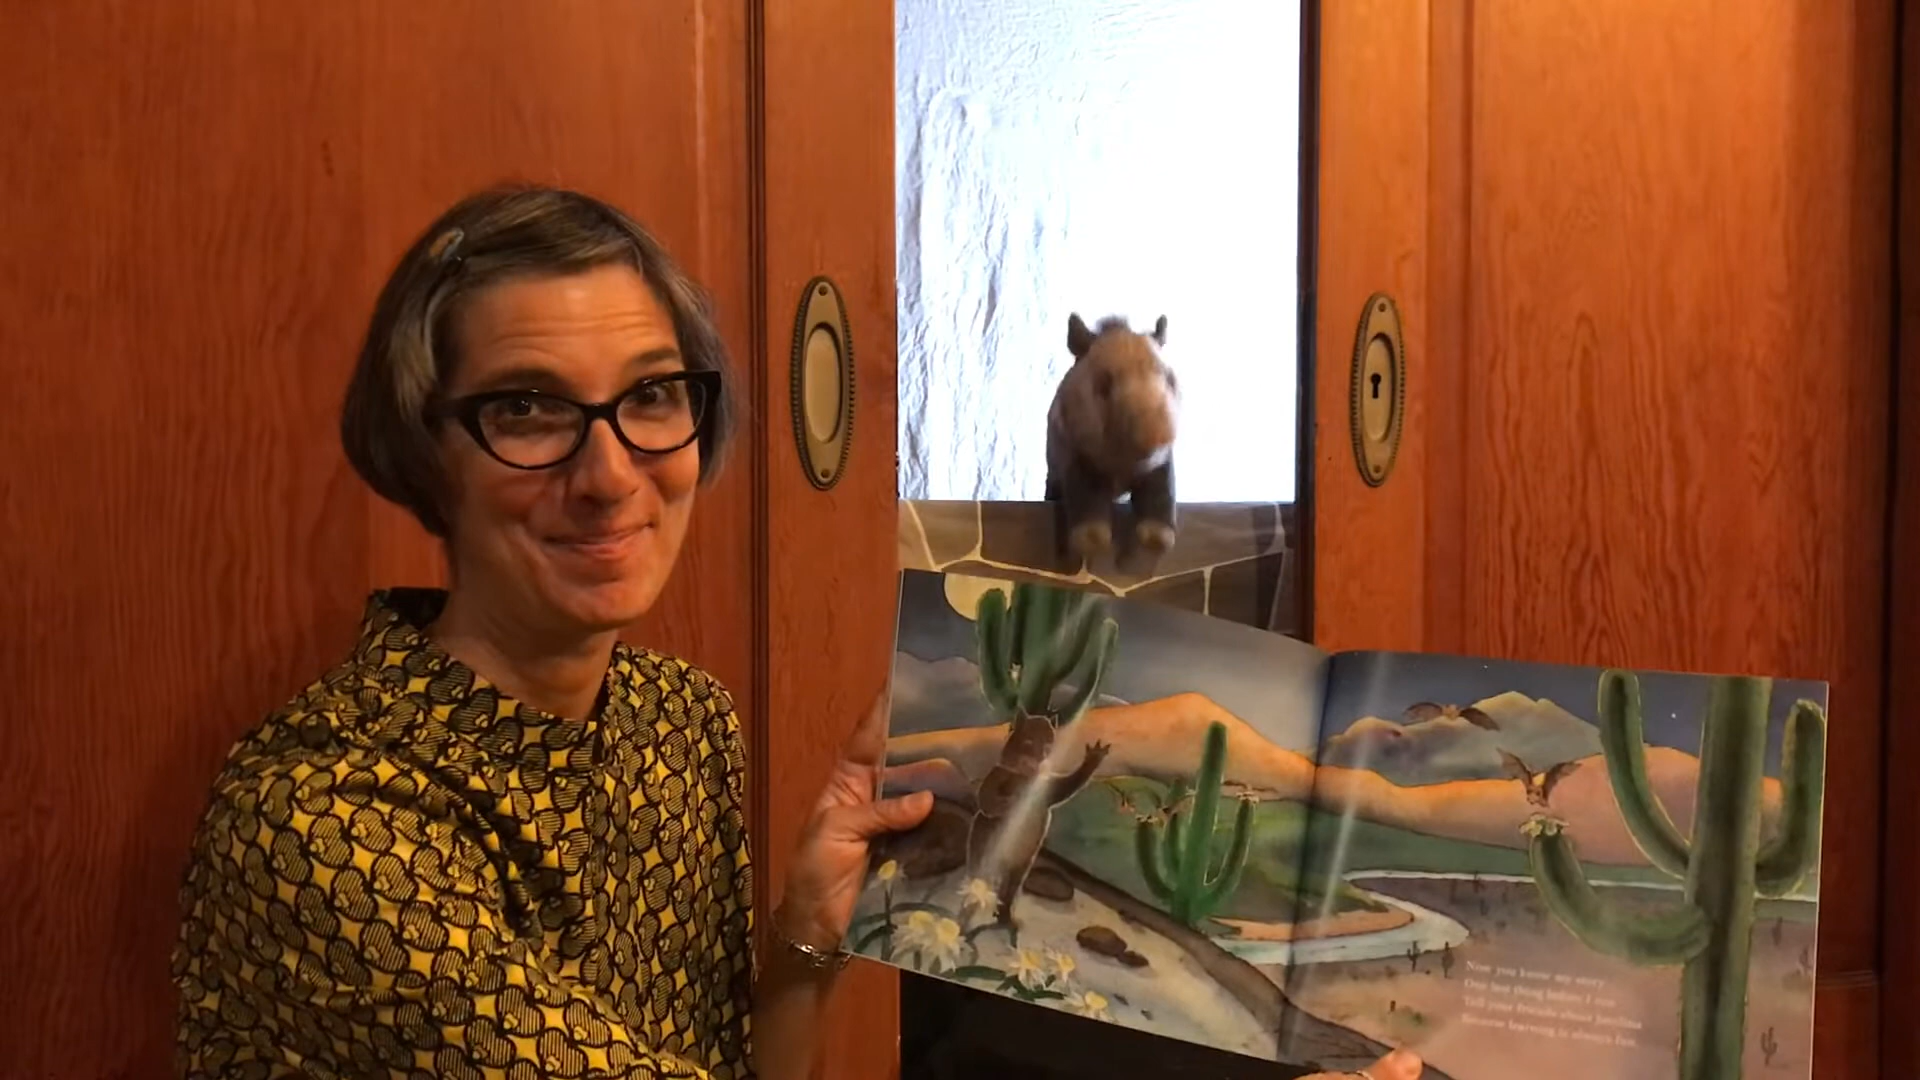 Now you know my story.
One last thing before I run
Tell your friends about javelina
Because learning is always fun.